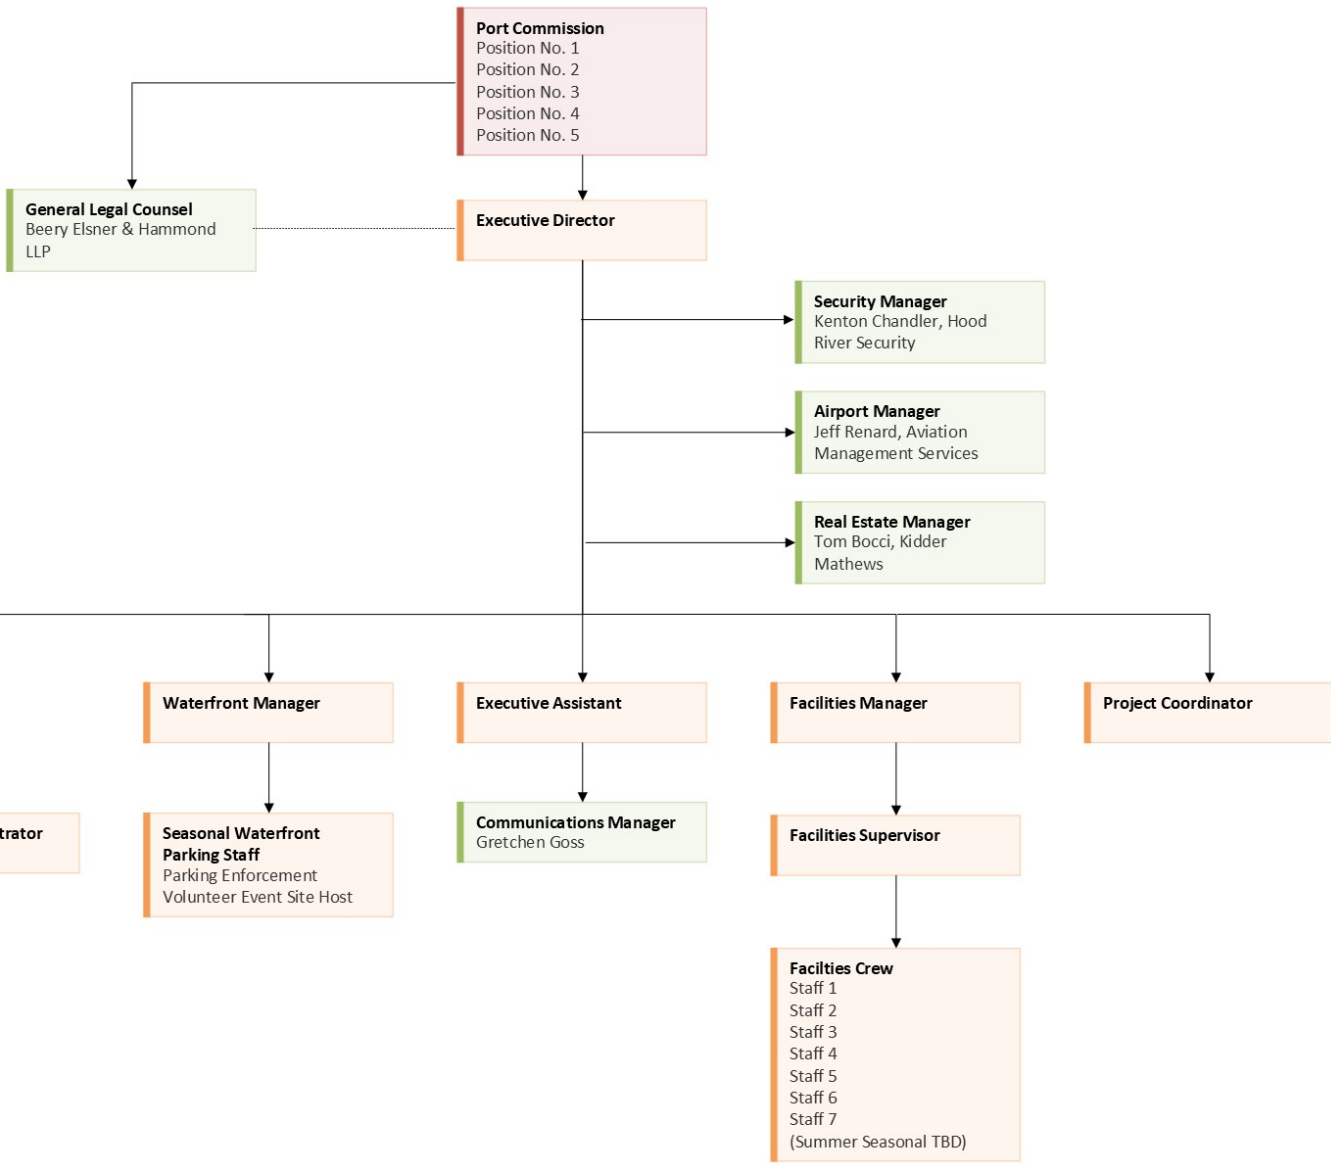 Port Commission
Position No. 1
Position No. 2
Position No. 3
Position No. 4
Position No. 5
General Legal Counsel
Beery Elsner & Hammond
LLP
Executive Director
Security Manager
Kenton Chandler, Hood
River Security
Airport Manager
Jeff Renard, Aviation
Management Services
Real Estate Manager
Tom Bocci, Kidder
Mathews
Waterfront Manager
Executive Assistant
Facilities Manager
Project Coordinator
trator
Seasonal Waterfront
Parking Staff
Parking Enforcement
Volunteer Event Site Host
Communications Manager
Gretchen Goss
Facilities Supervisor
Facilties Crew
Staff 1
Staff 2
Staff 3
Staff 4
Staff 5
Staff 6
Staff 7
(Summer Seasonal TBD)